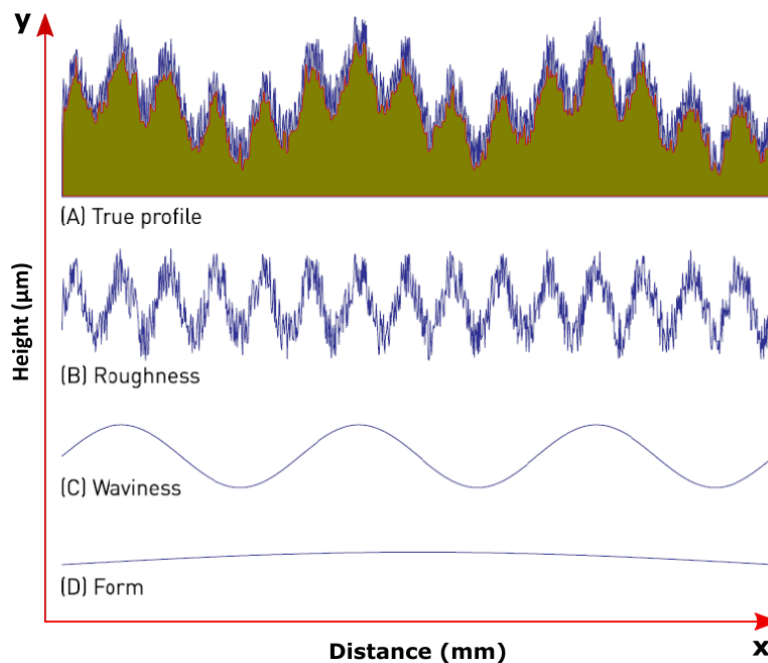 y
(A) True profile
Height (µm)
(B) Roughness
(C) Waviness
(D) Form
Distance (mm)
x